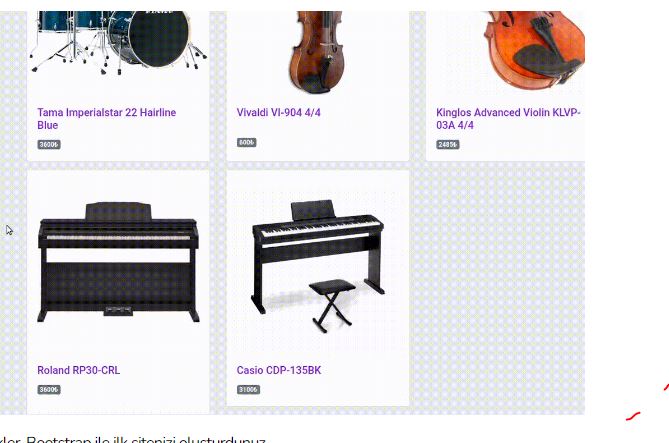 Tama Imperialstar 22 Hairline
Blue
3600₺
Vivaldi VI-904 4/4
600₺
Kinglos Advanced Violin KLVP-
03A 4/4
2485₺
Roland RP30-CRL
3600₺
Casio CDP-135BK
3100₺
kler. Bootstrap ile ilk sitenizi oluşturdunuz